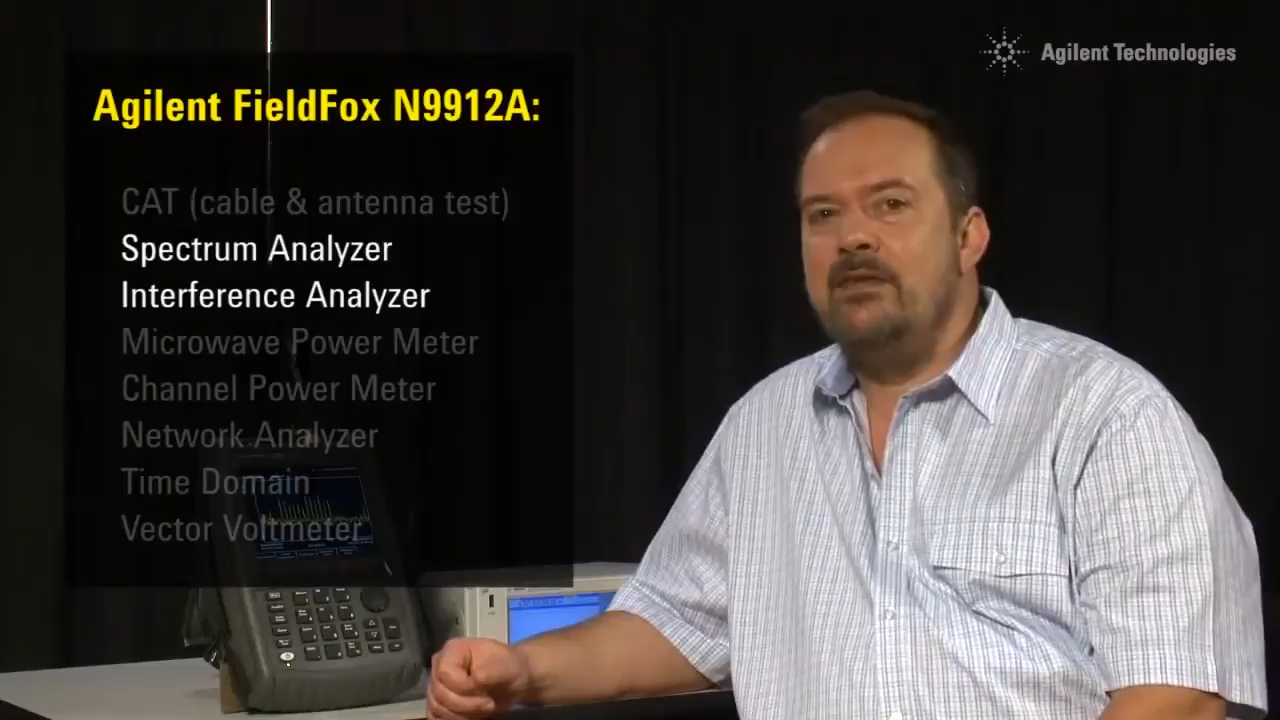 Agilent Technologies
Agilent FieldFox N9912A:
CAT (cable & antenna test)
Spectrum Analyzer
Interference Analyzer
Microwave Power Meter
Channel Power Meter
Network Analyzer
Time Domain
Vector Voltmeter